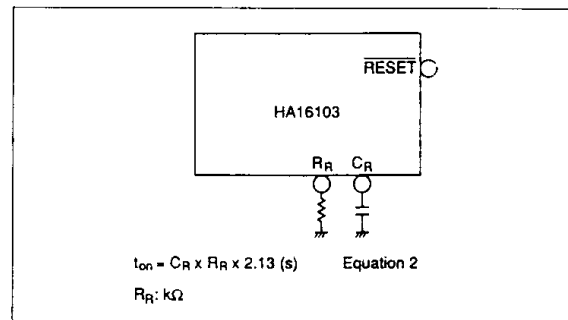 RESET
HA16103
RR CR
ton = CR x RR x 2.13 (s) Equation 2
RR: kΩ